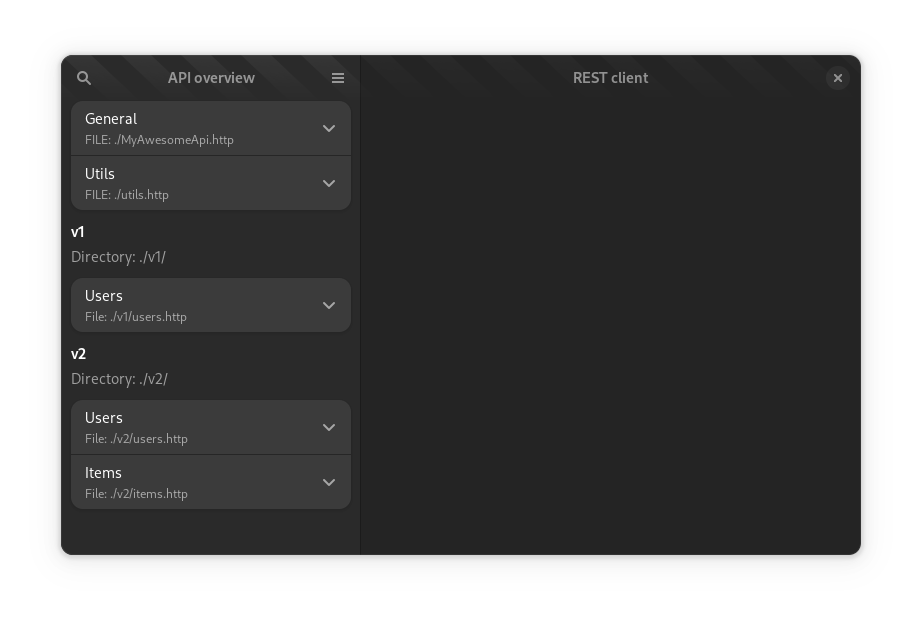 API overview
REST client
General
FILE: ./MyAwesomeApi.http
Utils
FILE: ./utils.http
v1
Directory: ./v1/
Users
File: ./v1/users.http
v2
Directory: ./v2/
Users
File: ./v2/users.http
Items
File: ./v2/items.http